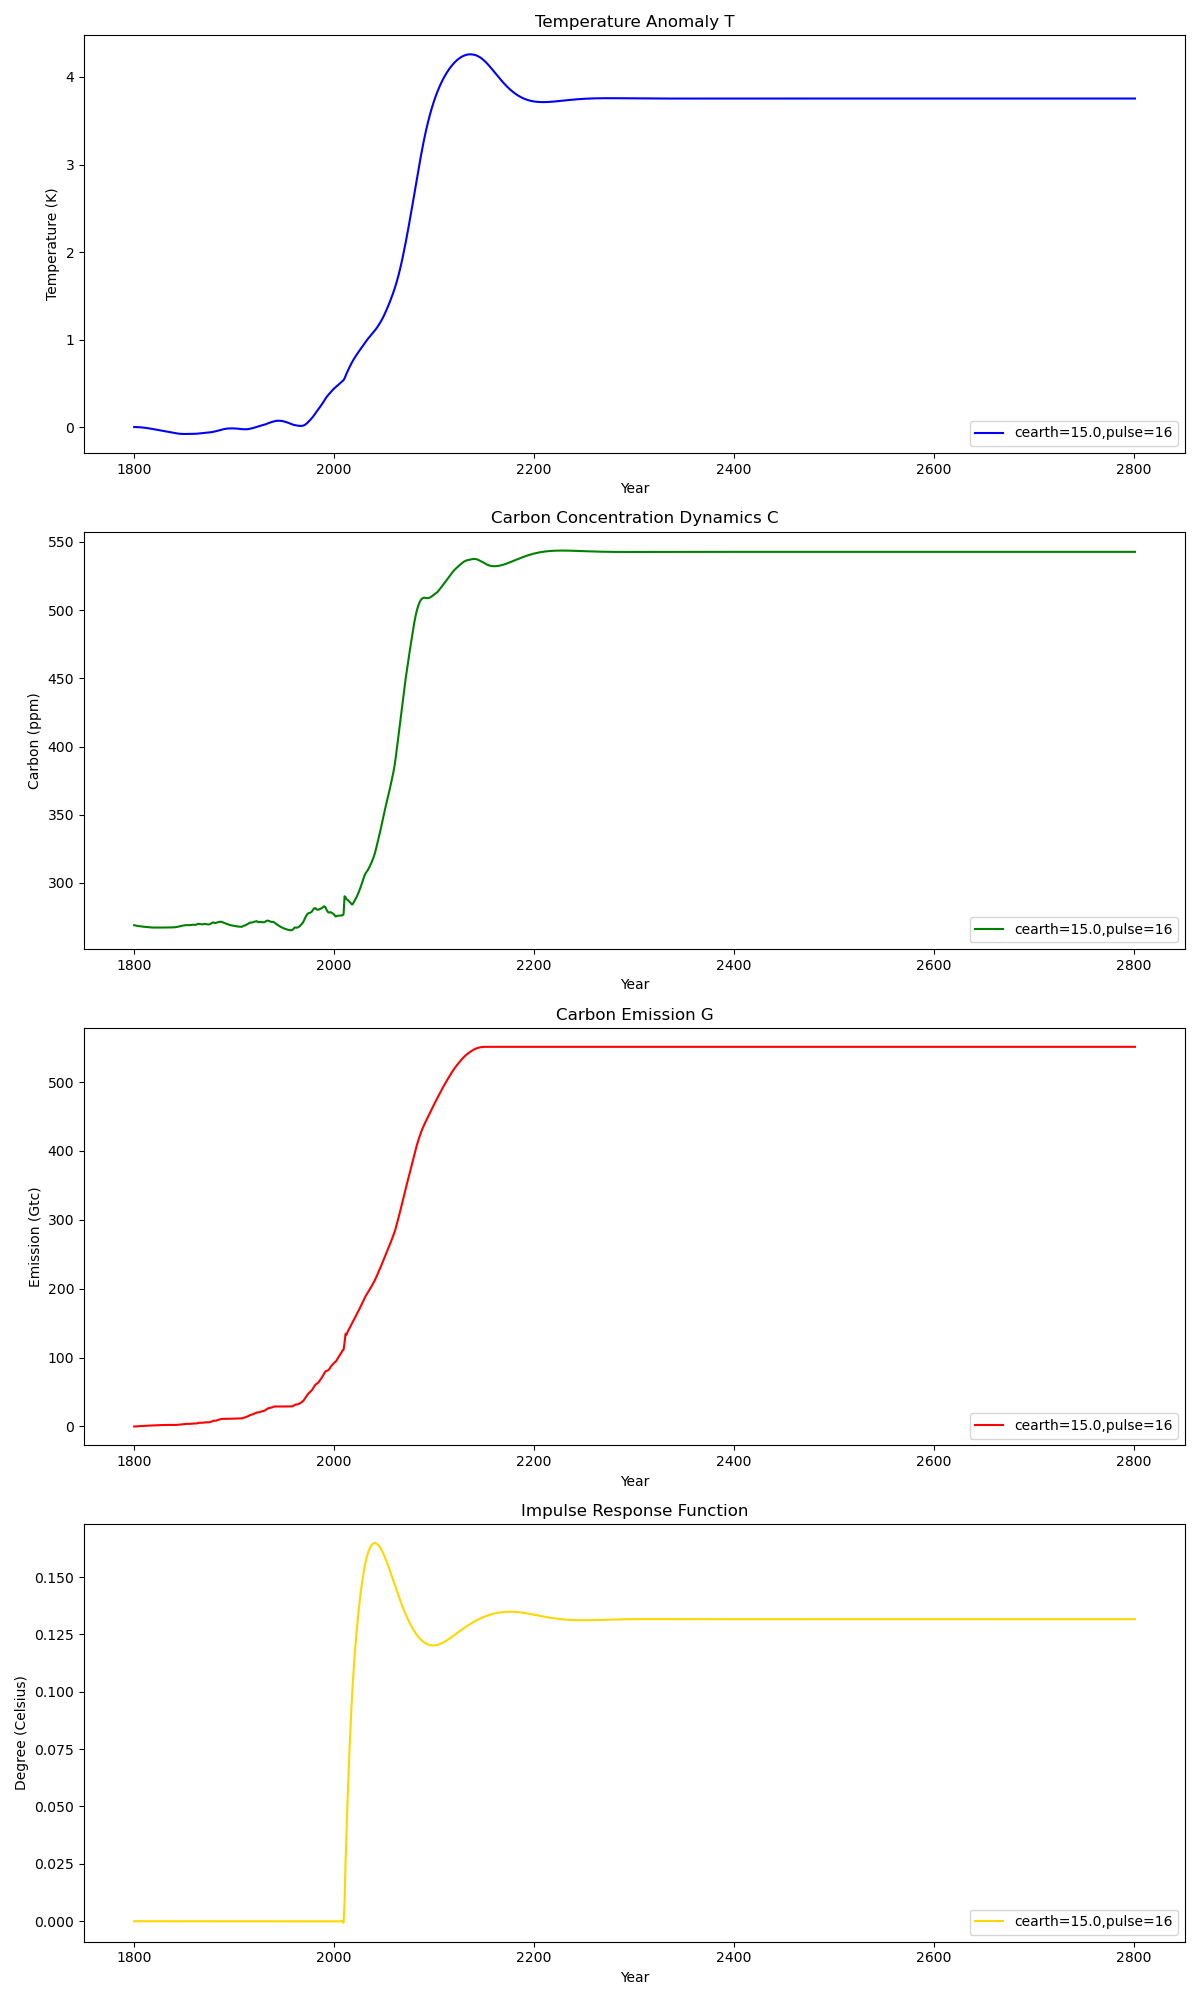 Temperature Anomaly T
Temperature (K)
4
3
2
1
0
cearth=15.0,pulse=16
1800 2000 2200 2400 2600 2800
Year
Carbon Concentration Dynamics C
Carbon (ppm)
550
500
450
400
350
300
cearth=15.0,pulse=16
1800 2000 2200 2400 2600 2800
Year
Carbon Emission G
Emission (Gtc)
500
400
300
200
100
0
cearth=15.0,pulse=16
1800 2000 2200 2400 2600 2800
Year
Impulse Response Function
Degree (Celsius)
0.150
0.125
0.100
0.075
0.050
0.025
0.000
cearth=15.0,pulse=16
1800 2000 2200 2400 2600 2800
Year